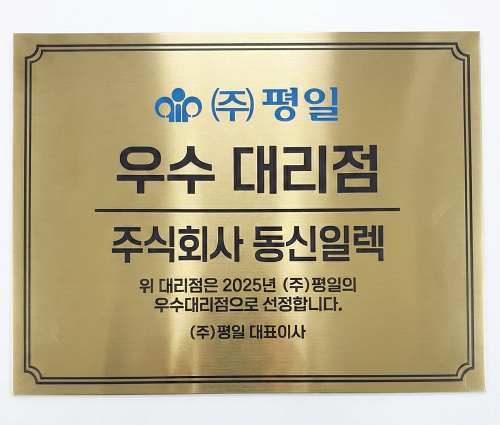 (주)평일
우수 대리점
주식회사 동신일렉
위 대리점은 2025년 (주)평일의
우수대리점으로 선정합니다.
(주)평일 대표이사